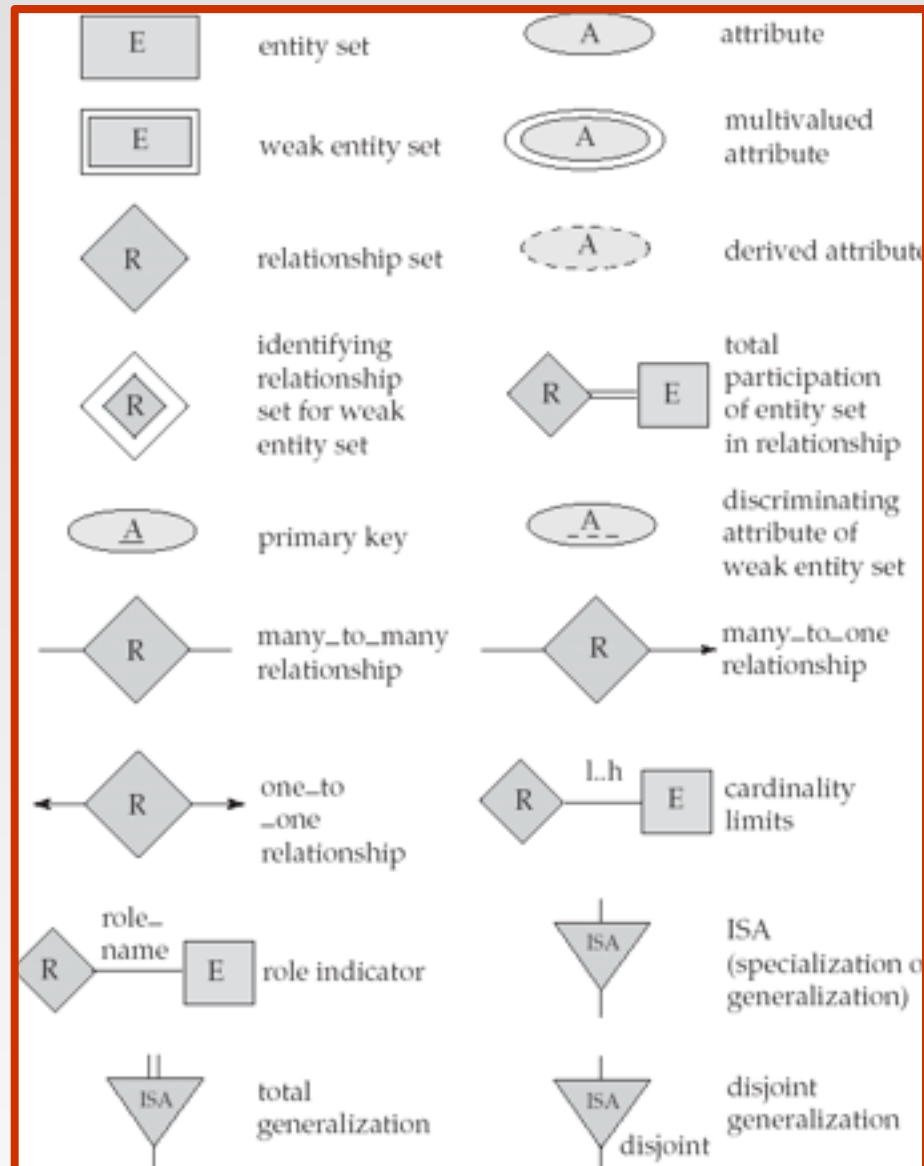 E
entity set
A
attribute
E
weak entity set
A
multivalued
attribute
R
relationship set
A
derived attribute
R
identifying
relationship
set for weak
entity set
R
E
total
participation
of entity set
in relationship
A
primary key
A
discriminating
attribute of
weak entity set
R
many_to_many
relationship
R
many_to_one
relationship
R
one_to
_one
relationship
R
l..h
E
cardinality
limits
R
role_
name
E
role indicator
ISA
ISA
(specialization o
generalization)
ISA
total
generalization
ISA
disjoint
disjoint
generalization